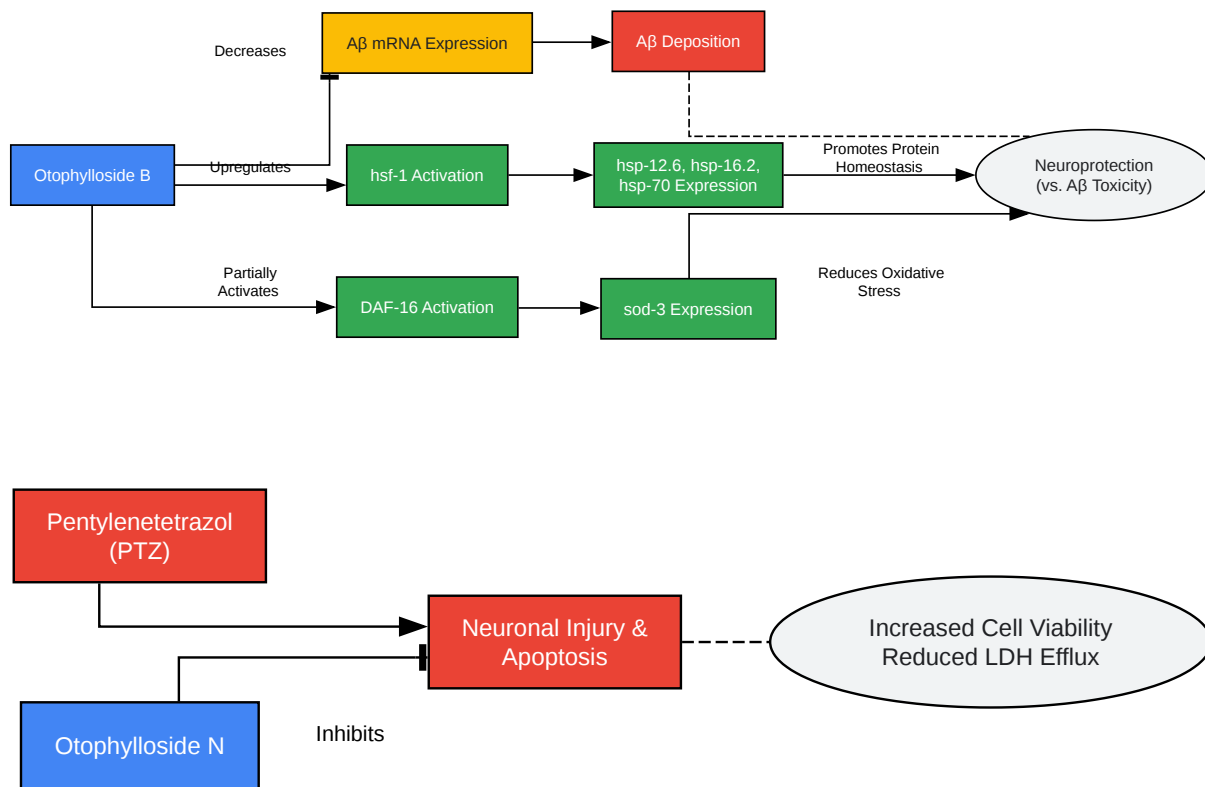 Decreases
Aβ mRNA Expression
Aβ Deposition
Otophylloside B
Upregulates
hsf-1 Activation
hsp-12.6, hsp-16.2,
hsp-70 Expression
Promotes Protein
Homeostasis
Neuroprotection
(vs. Aβ Toxicity)
Partially
Activates
DAF-16 Activation
sod-3 Expression
Reduces Oxidative
Stress
Pentylenetetrazol
(PTZ)
Neuronal Injury &
Apoptosis
Increased Cell Viability
Reduced LDH Efflux
Otophylloside N
Inhibits